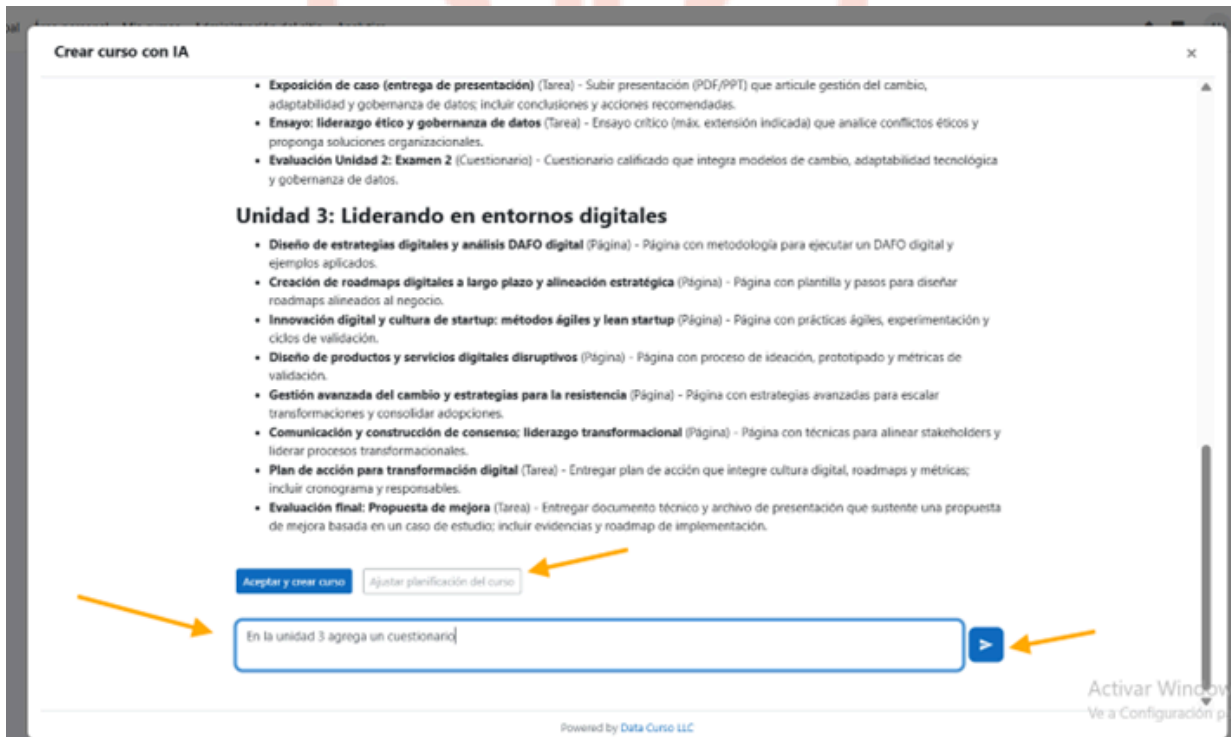 Crear curso con IA
×
• Exposición de caso (entrega de presentación) (Tarea) - Subir presentación (PDF/PPT) que articule gestión del cambio,
adaptabilidad y gobernanza de datos; incluir conclusiones y acciones recomendadas.
• Ensayo: liderazgo ético y gobernanza de datos (Tarea) - Ensayo crítico (máx. extensión indicada) que analice conflictos éticos y
proponga soluciones organizacionales.
• Evaluación Unidad 2: Examen 2 (Cuestionario) - Cuestionario calificado que integra modelos de cambio, adaptabilidad tecnológica
y gobernanza de datos.
Unidad 3: Liderando en entornos digitales
• Diseño de estrategias digitales y análisis DAFO digital (Página) - Página con metodología para ejecutar un DAFO digital y
ejemplos aplicados.
• Creación de roadmaps digitales a largo plazo y alineación estratégica (Página) - Página con plantilla y pasos para diseñar
roadmaps alineados al negocio.
• Innovación digital y cultura de startup: métodos ágiles y lean startup (Página) - Página con prácticas ágiles, experimentación y
ciclos de validación.
• Diseño de productos y servicios digitales disruptivos (Página) - Página con proceso de ideación, prototipado y métricas de
validación.
• Gestión avanzada del cambio y estrategias para la resistencia (Página) - Página con estrategias avanzadas para escalar
transformaciones y consolidar adopciones.
• Comunicación y construcción de consenso; liderazgo transformacional (Página) - Página con técnicas para alinear stakeholders y
liderar procesos transformacionales.
• Plan de acción para transformación digital (Tarea) - Entregar plan de acción que integre cultura digital, roadmaps y métricas;
incluir cronograma y responsables.
• Evaluación final: Propuesta de mejora (Tarea) - Entregar documento técnico y archivo de presentación que sustente una propuesta
de mejora basada en un caso de estudio; incluir evidencias y roadmap de implementación.
Aceptar y crear curso Ajustar planificación del curso
En la unidad 3 agrega un cuestionario
Activar Window
Ve a Configuración p
Powered by Data Curso LLC